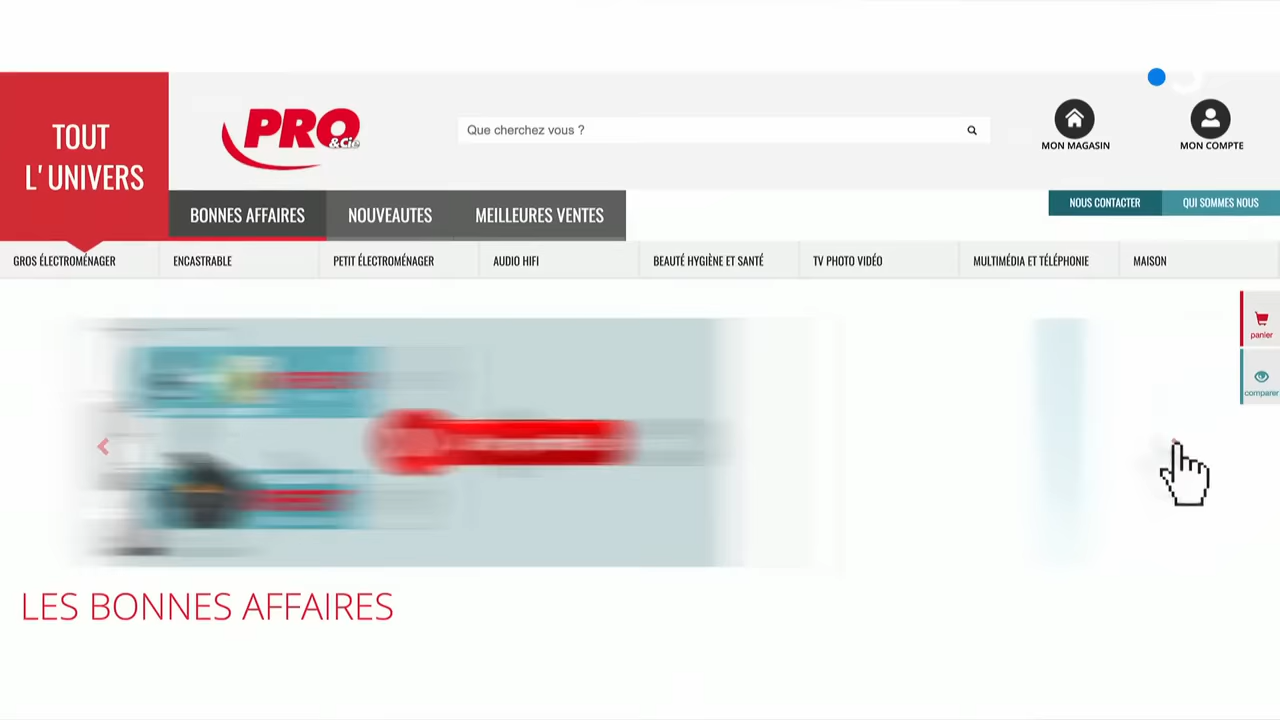 TOUT
L'UNIVERS
PRO
&Cie
Que cherchez vous ?
MON MAGASIN
MON COMPTE
BONNES AFFAIRES
NOUVEAUTES
MEILLEURES VENTES
NOUS CONTACTER
QUI SOMMES NOUS
GROS ÉLECTROMÉNAGER
ENCASTRABLE
PETIT ÉLECTROMÉNAGER
AUDIO HIFI
BEAUTÉ HYGIÈNE ET SANTÉ
TV PHOTO VIDÉO
MULTIMÉDIA ET TÉLÉPHONIE
MAISON
panier
comparer
LES BONNES AFFAIRES